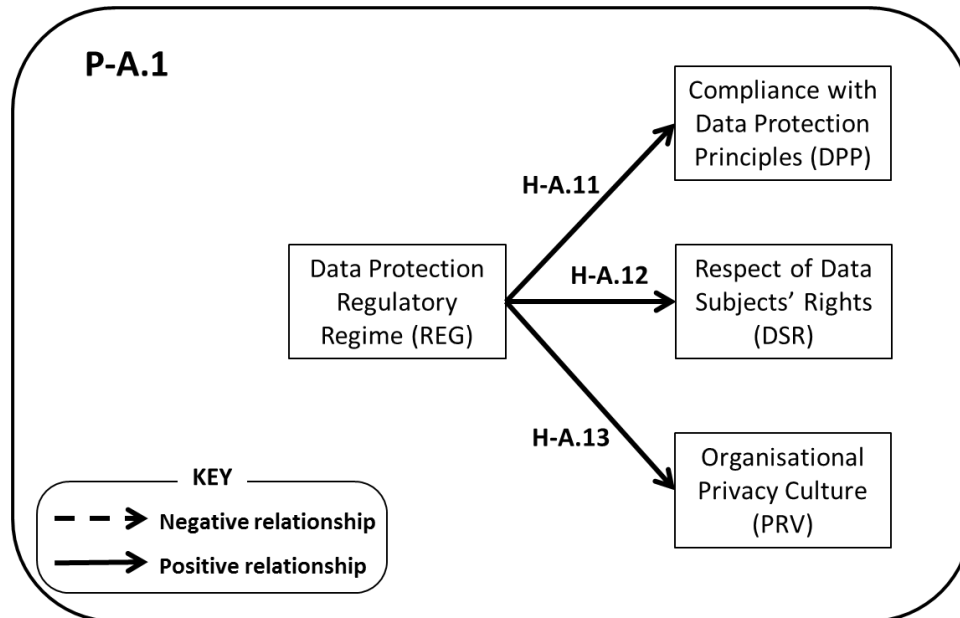 P-A.1
Compliance with
Data Protection
Principles (DPP)
H-A.11
Data Protection
Regulatory
Regime (REG)
H-A.12
Respect of Data
Subjects’ Rights
(DSR)
H-A.13
Organisational
Privacy Culture
(PRV)
KEY
Negative relationship
Positive relationship